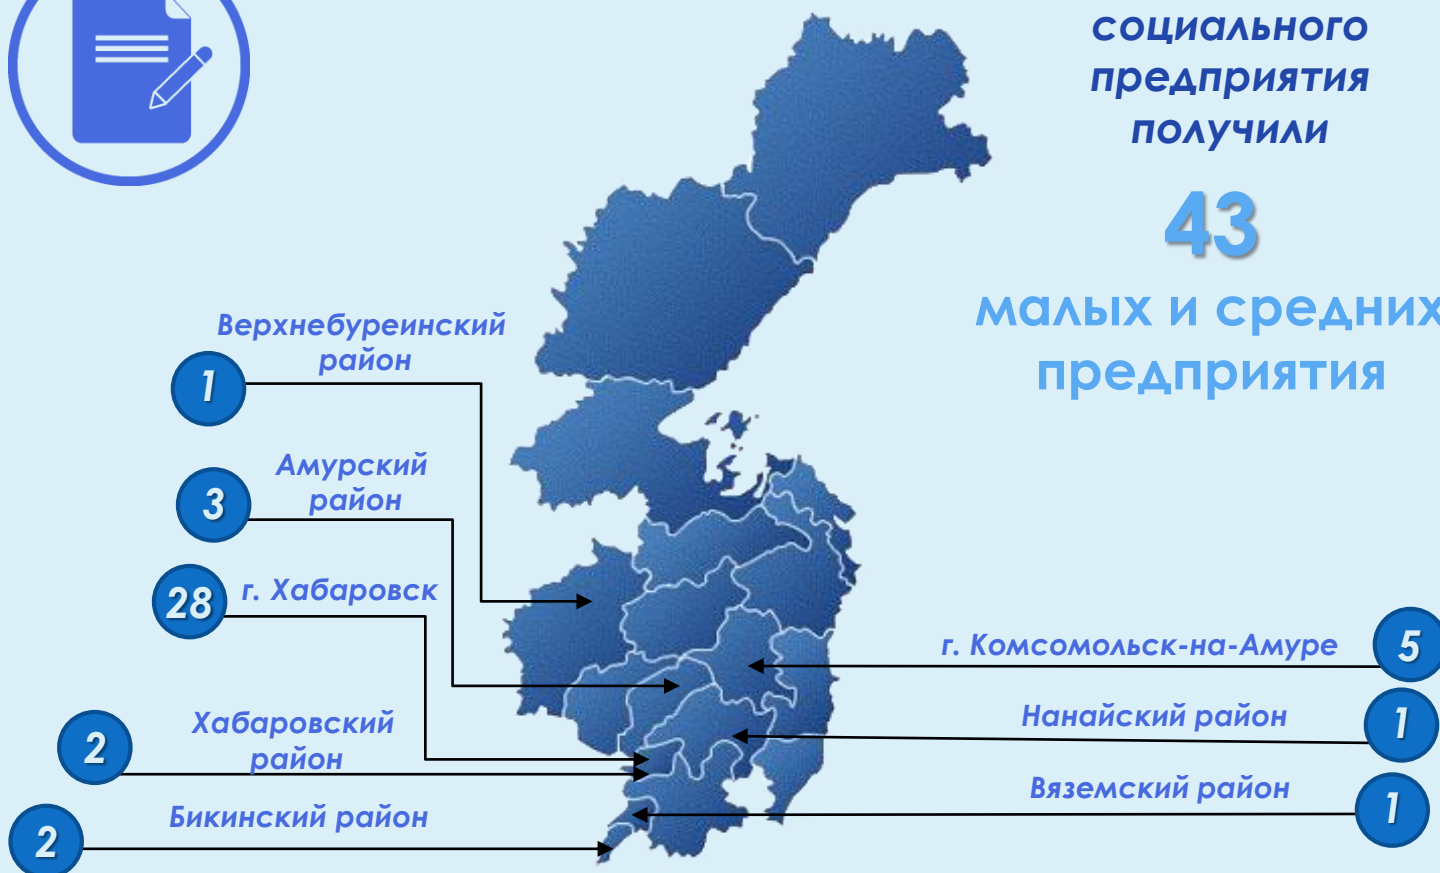 социального
предприятия
получили
43
малых и средних
предприятия
Верхнебуреинский
район
1
Амурский
район
3
г. Хабаровск
28
Хабаровский
район
2
Бикинский район
2
г. Комсомольск-на-Амуре
5
Нанайский район
1
Вяземский район
1